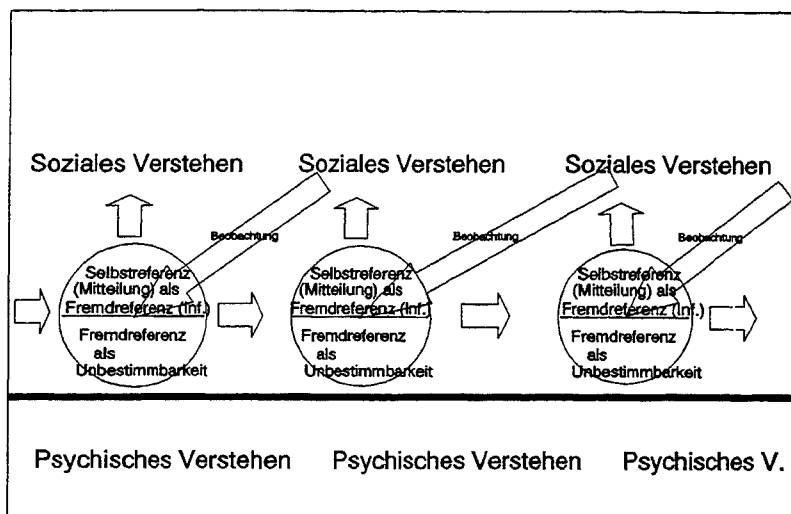 Soziales Verstehen
Soziales Verstehen
Soziales Verstehen
Beobachtung
Beobachtung
Beobachtung
Selbstreferenz
(Mitteilung) als
Fremdreferenz (Inf.)
Fremdreferenz
als
Unbestimmbarkeit
Selbstreferenz
(Mitteilung) als
Fremdreferenz (Inf.)
Fremdreferenz
als
Unbestimmbarkeit
Selbstreferenz
(Mitteilung) als
Fremdreferenz (Inf.)
Fremdreferenz
als
Unbestimmbarkeit
Psychisches Verstehen
Psychisches Verstehen
Psychisches V.